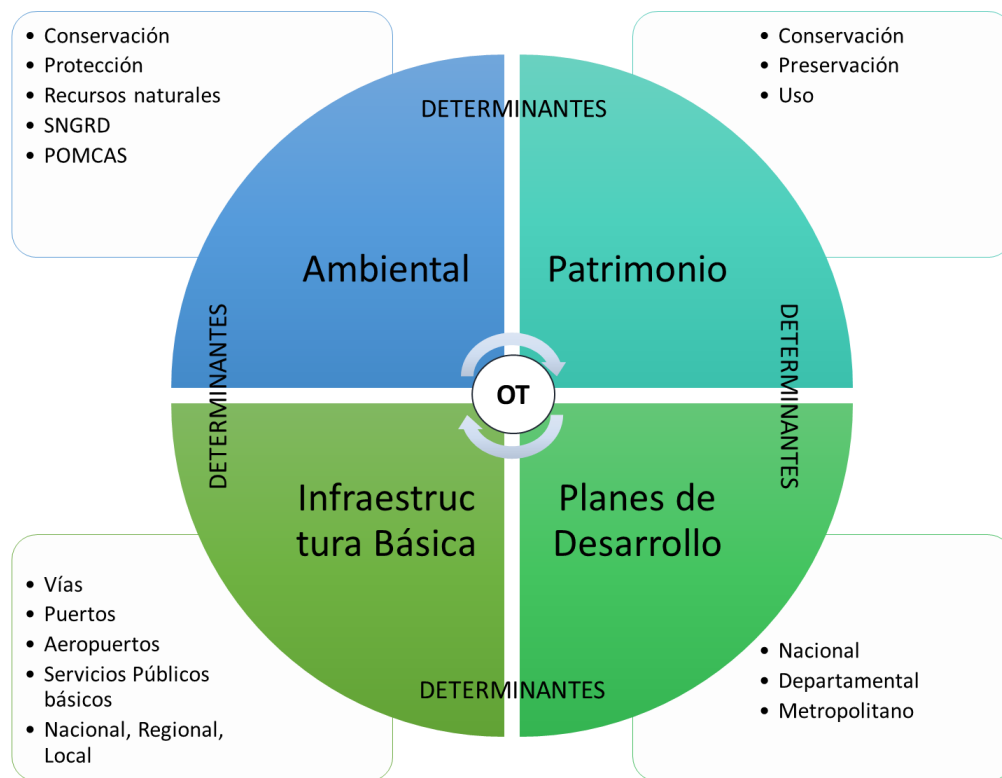 • Conservación
• Protección
• Recursos naturales
• SNGRD
• POMCAS
• Conservación
• Preservación
• Uso
DETERMINANTES
Ambiental
Patrimonio
DETERMINANTES
DETERMINANTES
OT
Infraestruc
tura Básica
Planes de
Desarrollo
• Vías
• Puertos
• Aeropuertos
• Servicios Públicos
básicos
• Nacional, Regional,
Local
• Nacional
• Departamental
• Metropolitano
DETERMINANTES